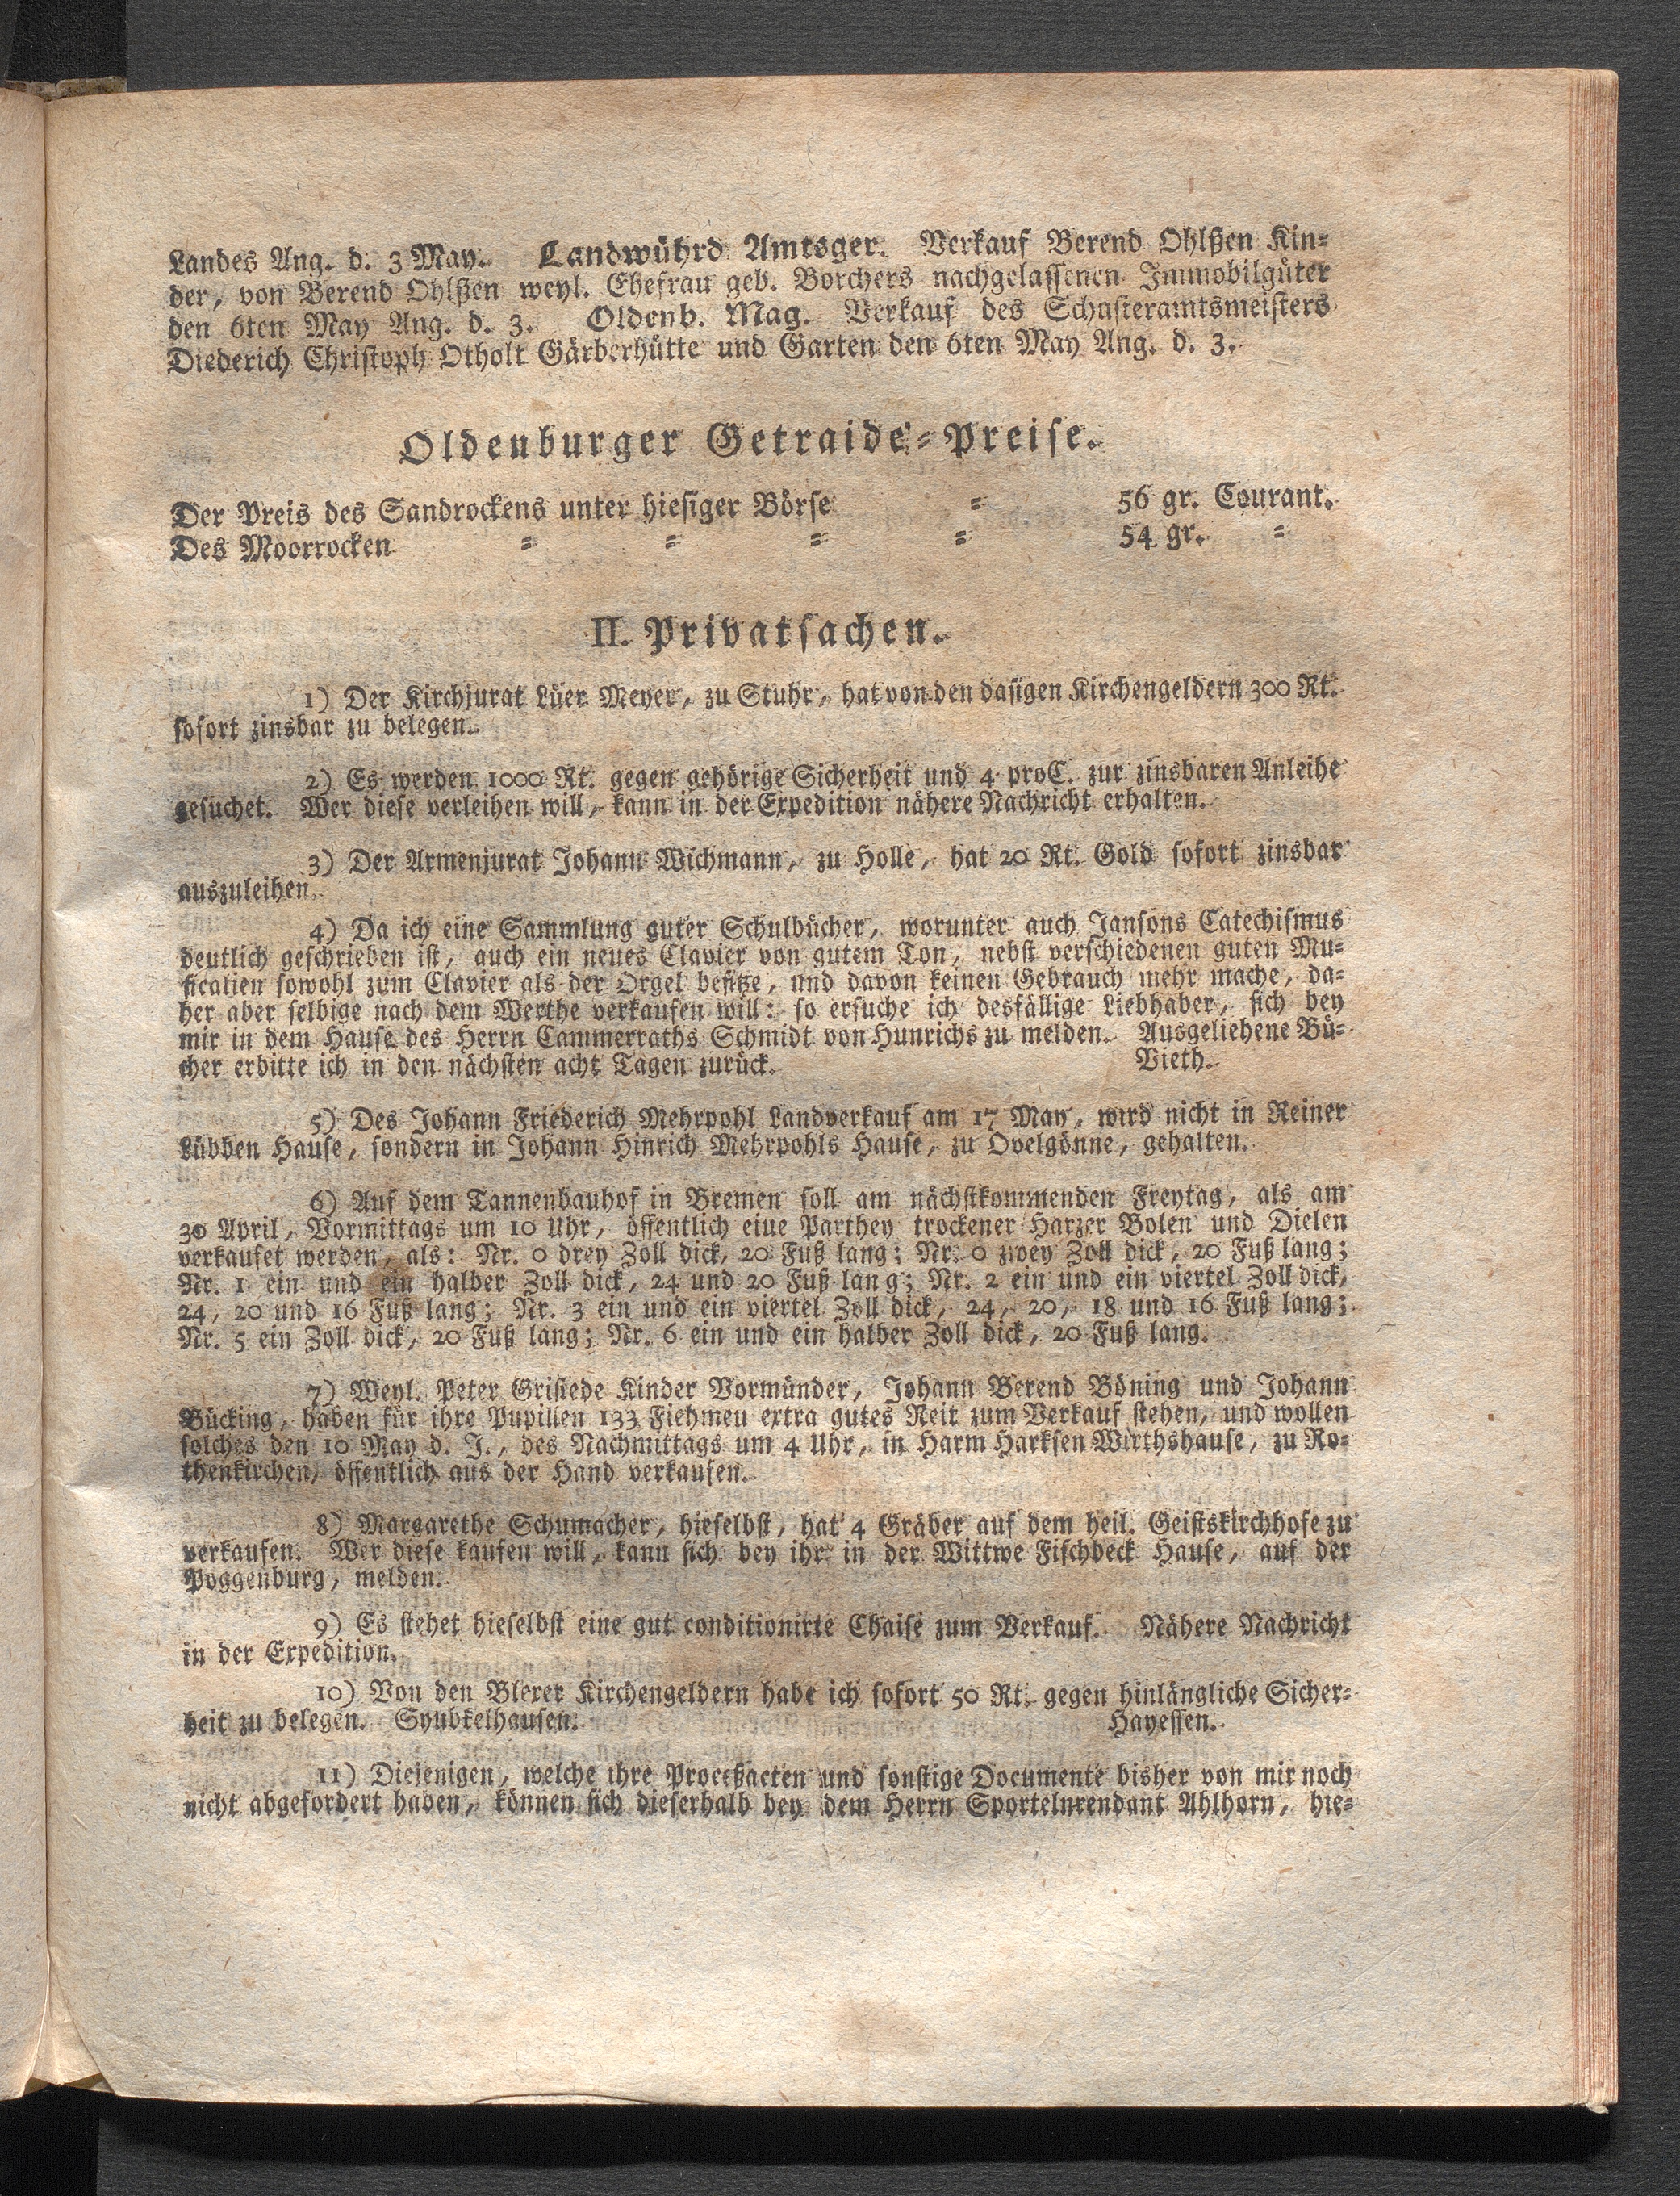 Landes Ang. d. 3 May. Landwührd Amtsger. Verkauf Berend Ohlßen Kin-
der, von Berend Ohlßen weyl. Ehefrau geb. Borchers nachgelassenen Immobilgüter
den 6ten May Ang. d. 3. Oldenb. Mag. Verkauf des Schusteramtsmeisters
Diederich Christoph Otholt Gärberhütte und Garten den 6ten May Ang. d. 3.
Oldenburger Getraide-Preise.
Der Preis des Sandrockens unter hiesiger Börse = 56 gr. Courant.
Des Moorrocken = = = = 54 gr. =
II. Privatsachen.
1) Der Kirchjurat Lüer Meyer, zu Stuhr, hat von den dasigen Kirchengeldern 300 Rt.
sofort zinsbar zu belegen.
2) Es werden 1000 Rt. gegen gehörige Sicherheit und 4 proC. zur zinsbaren Anleihe
gesuchet. Wer diese verleihen will, kann in der Expedition nähere Nachricht erhalten.
3) Der Armenjurat Johann Wichmann, zu Holle, hat 20 Rt. Gold sofort zinsbar
auszuleihen.
4) Da ich eine Sammlung guter Schulbücher, worunter auch Jansons Catechismus
deutlich geschrieben ist, auch ein neues Clavier von gutem Ton, nebst verschiedenen guten Mu-
sicalien sowohl zum Clavier als der Orgel besitze, und davon keinen Gebrauch mehr mache, da-
her aber selbige nach dem Werthe verkaufen will: so ersuche ich desfällige Liebhaber, sich bey
mir in dem Hause des Herrn Cammerraths Schmidt von Hunrichs zu melden. Ausgeliehene Bü-
cher erbitte ich in den nächsten acht Tagen zurück. Vieth.
5) Des Johann Friederich Mehrpohl Landverkauf am 17 May, wird nicht in Reiner
Lübben Hause, sondern in Johann Hinrich Mehrpohls Hause, zu Ovelgönne, gehalten.
6) Auf dem Tannenbauhof in Bremen soll am nächstkommenden Freytag, als am
30 April, Vormittags um 10 Uhr, öffentlich eiue Parthey trockener Harzer Bolen und Dielen
verkaufet werden, als: Nr. 0 drey Zoll dick, 20 Fuß lang; Nr. 0 zwey Zoll dick, 20 Fuß lang;
Nr. 1 ein und ein halber Zoll dick, 24 und 20 Fuß lang; Nr. 2 ein und ein viertel Zoll dick,
24, 20 und 16 Fuß lang; Nr. 3 ein und ein viertel Zoll dick, 24, 20, 18 und 16 Fuß lang;
Nr. 5 ein Zoll dick, 20 Fuß lang; Nr. 6 ein und ein halber Zoll dick, 20 Fuß lang.
7) Weyl. Peter Gristede Kinder Vormünder, Johann Berend Böning und Johann
Bücking, haben für ihre Pupillen 133 Fiehmeu extra gutes Reit zum Verkauf stehen, und wollen
solches den 10 May d. J., des Nachmittags um 4 Uhr, in Harm Harksen Wirthshause, zu Ro-
thenkirchen, öffentlich aus der Hand verkaufen.
8) Margarethe Schumacher, hieselbst, hat 4 Gräber auf dem heil. Geistskirchhofe zu
verkaufen. Wer diese kaufen will, kann sich bey ihr in der Wittwe Fischbeck Hause, auf der
Poggenburg, melden.
9) Es stehet hieselbst eine gut conditionirte Chaise zum Verkauf. Nähere Nachricht
in der Expedition.
10) Von den Blexer Kirchengeldern habe ich sofort 50 Rt. gegen hinlängliche Sicher-
heit zu belegen. Syubkelhausen. Hayessen.
11) Diejenigen, welche ihre Proceßacten und sonstige Documente bisher von mir noch
nicht abgefordert haben, können sich dieserhalb bey dem Herrn Sportelnrendant Ahlhorn, hie-